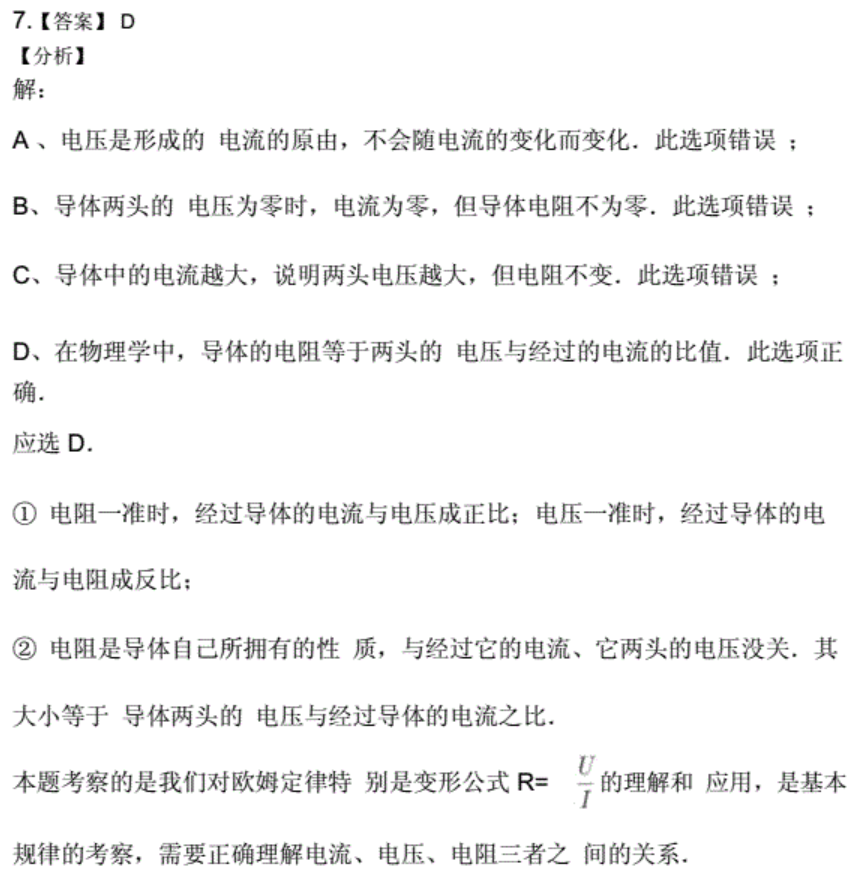 7.【答案】 D
【分析】
解：
A 、电压是形成的 电流的原由，不会随电流的变化而变化．此选项错误 ；
B、导体两头的 电压为零时，电流为零，但导体电阻不为零．此选项错误 ；
C、导体中的电流越大，说明两头电压越大，但电阻不变．此选项错误 ；
D、在物理学中，导体的电阻等于两头的 电压与经过的电流的比值．此选项正
确．
应选 D．
① 电阻一准时，经过导体的电流与电压成正比；电压一准时，经过导体的电
流与电阻成反比；
② 电阻是导体自己所拥有的性 质，与经过它的电流、它两头的电压没关．其
大小等于 导体两头的 电压与经过导体的电流之比．
本题考察的是我们对欧姆定律特 别是变形公式 R= U/I 的理解和 应用，是基本
规律的考察，需要正确理解电流、电压、电阻三者之 间的关系．